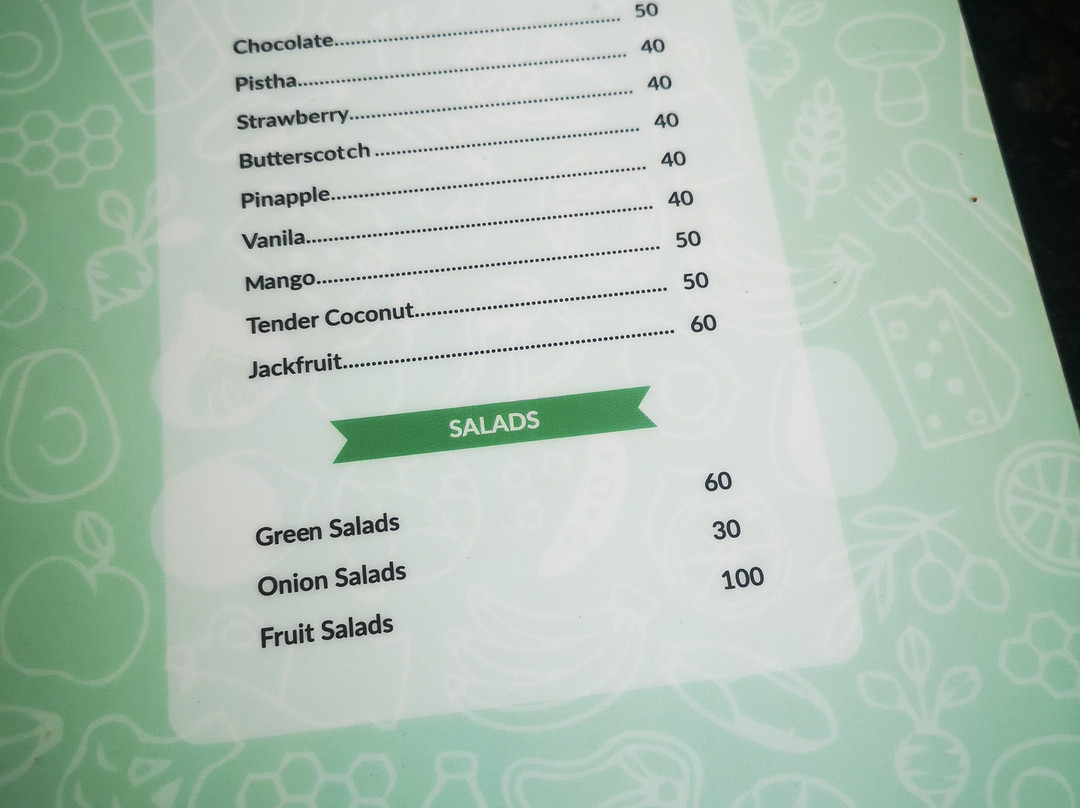 Chocolate.................................................. 50
Pistha.................................................. 40
Strawberry.................................................. 40
Butterscotch .................................................. 40
Pinapple.................................................. 40
Vanila.................................................. 40
Mango.................................................. 50
Tender Coconut.................................................. 50
Jackfruit.................................................. 60
SALADS
Green Salads 60
Onion Salads 30
Fruit Salads 100